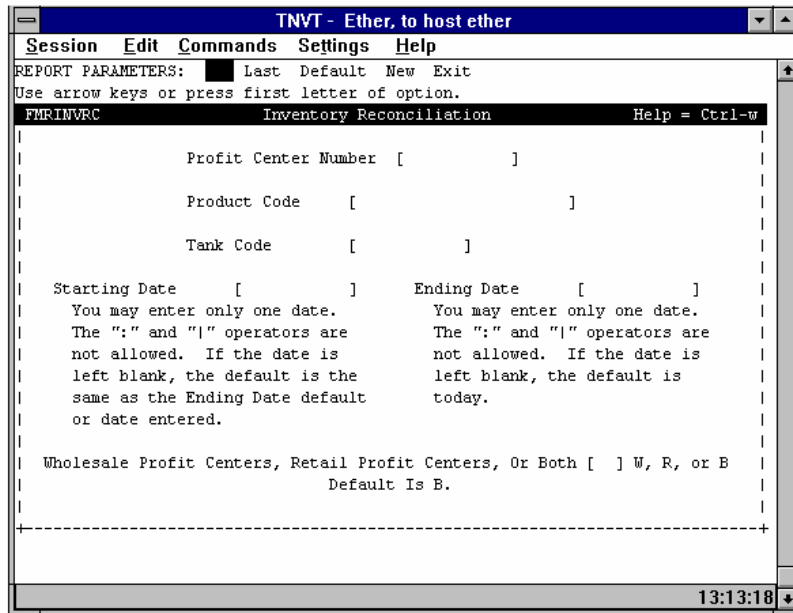 TNVT - Ether, to host ether
Session Edit Commands Settings Help
REPORT PARAMETERS: Last Default New Exit
Use arrow keys or press first letter of option.
FMRINVRC Inventory Reconciliation Help = Ctrl-w
Profit Center Number [ ]
Product Code [ ]
Tank Code [ ]
Starting Date [ ] Ending Date [ ]
You may enter only one date. You may enter only one date.
The ":" and "|" operators are The ":" and "|" operators are
not allowed. If the date is not allowed. If the date is
left blank, the default is the left blank, the default is
same as the Ending Date default today.
or date entered.
Wholesale Profit Centers, Retail Profit Centers, Or Both [ ] W, R, or B
Default Is B.
13:13:18